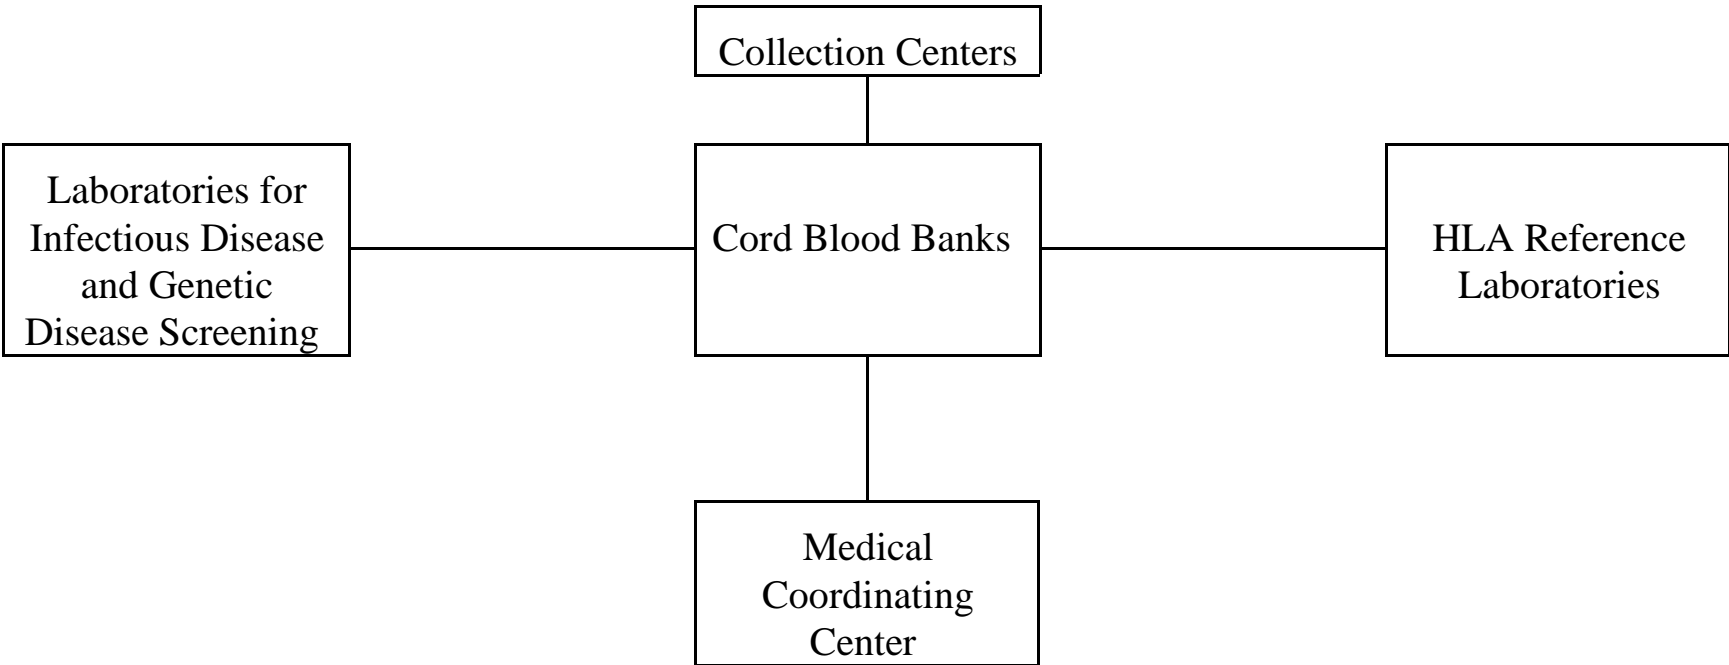 Collection Centers
Laboratories for
Infectious Disease
and Genetic
Disease Screening
Cord Blood Banks
HLA Reference
Laboratories
Medical
Coordinating
Center